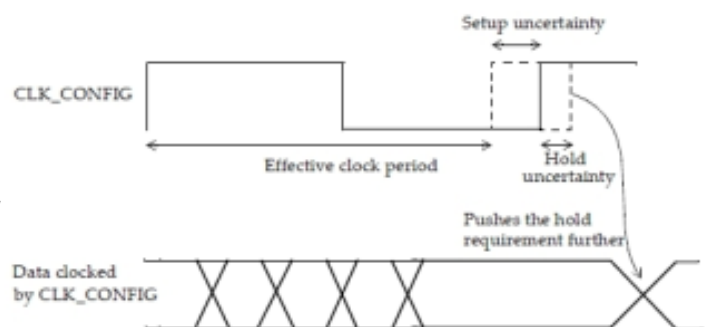 Setup uncertainty
CLK_CONFIG
Effective clock period
Hold
uncertainty
Pushes the hold
requirement further
Data clocked
by CLK_CONFIG